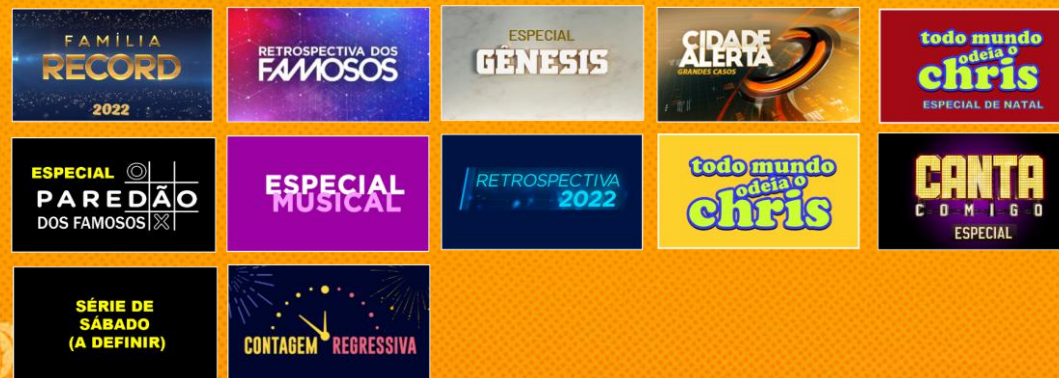 FAMÍLIA
RECORD
2022
RETROSPECTIVA DOS
FAMOSOS
ESPECIAL
GÊNESIS
CIDADE
ALERTA
GRANDES CASOS
todo mundo
odeia o
chris
ESPECIAL DE NATAL
ESPECIAL
PAREDÃO
DOS FAMOSOS
ESPECIAL
MUSICAL
RETROSPECTIVA
2022
todo mundo
odeia o
chris
CANTA
COMIGO
ESPECIAL
SÉRIE DE
SÁBADO
(A DEFINIR)
CONTAGEM REGRESSIVA